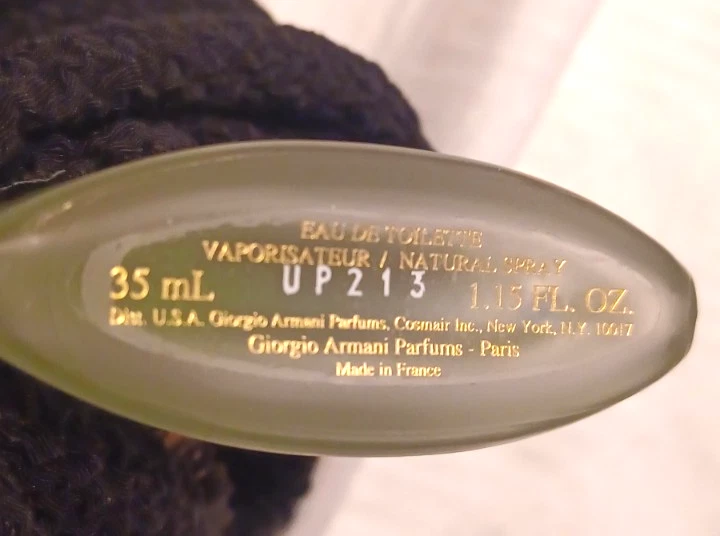 EAU DE TOILETTE
VAPORISATEUR / NATURAL SPRAY
35 mL UP213 1.15 FL. OZ.
Dist. U.S.A. Giorgio Armani Parfums, Cosmair Inc., New York, N.Y. 10017
Giorgio Armani Parfums - Paris
Made in France